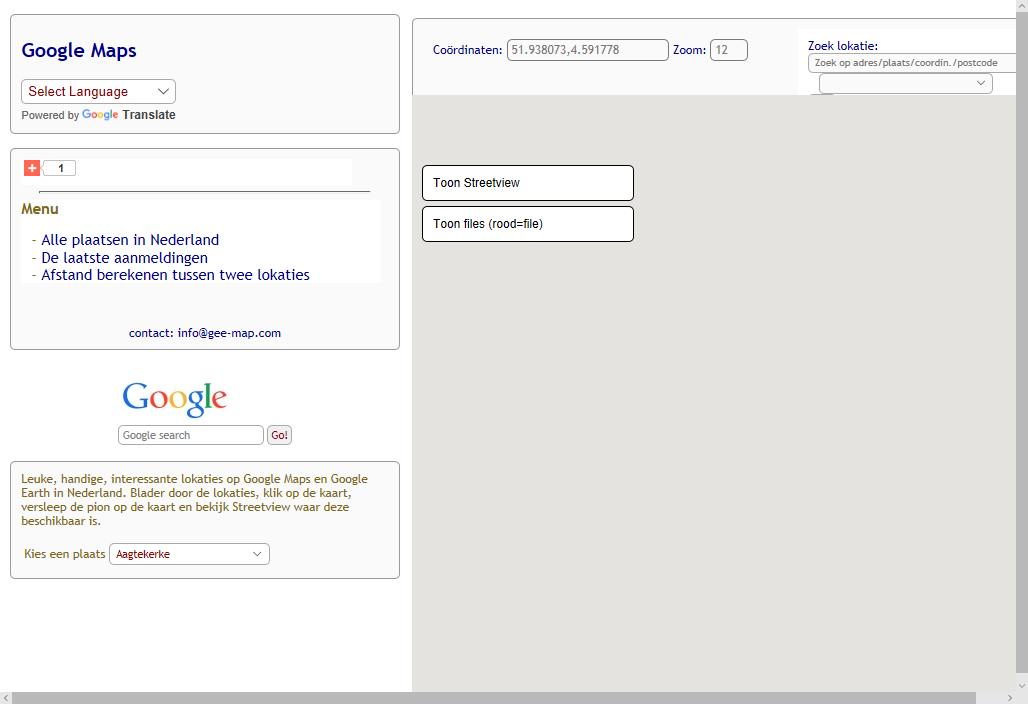 Google Maps
Select Language
Powered by Google Translate
+ 1
Menu
- Alle plaatsen in Nederland
- De laatste aanmeldingen
- Afstand berekenen tussen twee lokaties
contact: info@gee-map.com
Google
Google search Go!
Leuke, handige, interessante lokaties op Google Maps en Google
Earth in Nederland. Blader door de lokaties, klik op de kaart,
versleep de pion op de kaart en bekijk Streetview waar deze
beschikbaar is.
Kies een plaats Aagtekerke
Coördinaten: 51.938073,4.591778 Zoom: 12
Zoek lokatie:
Zoek op adres/plaats/coordin./postcode
Toon Streetview
Toon files (rood=file)